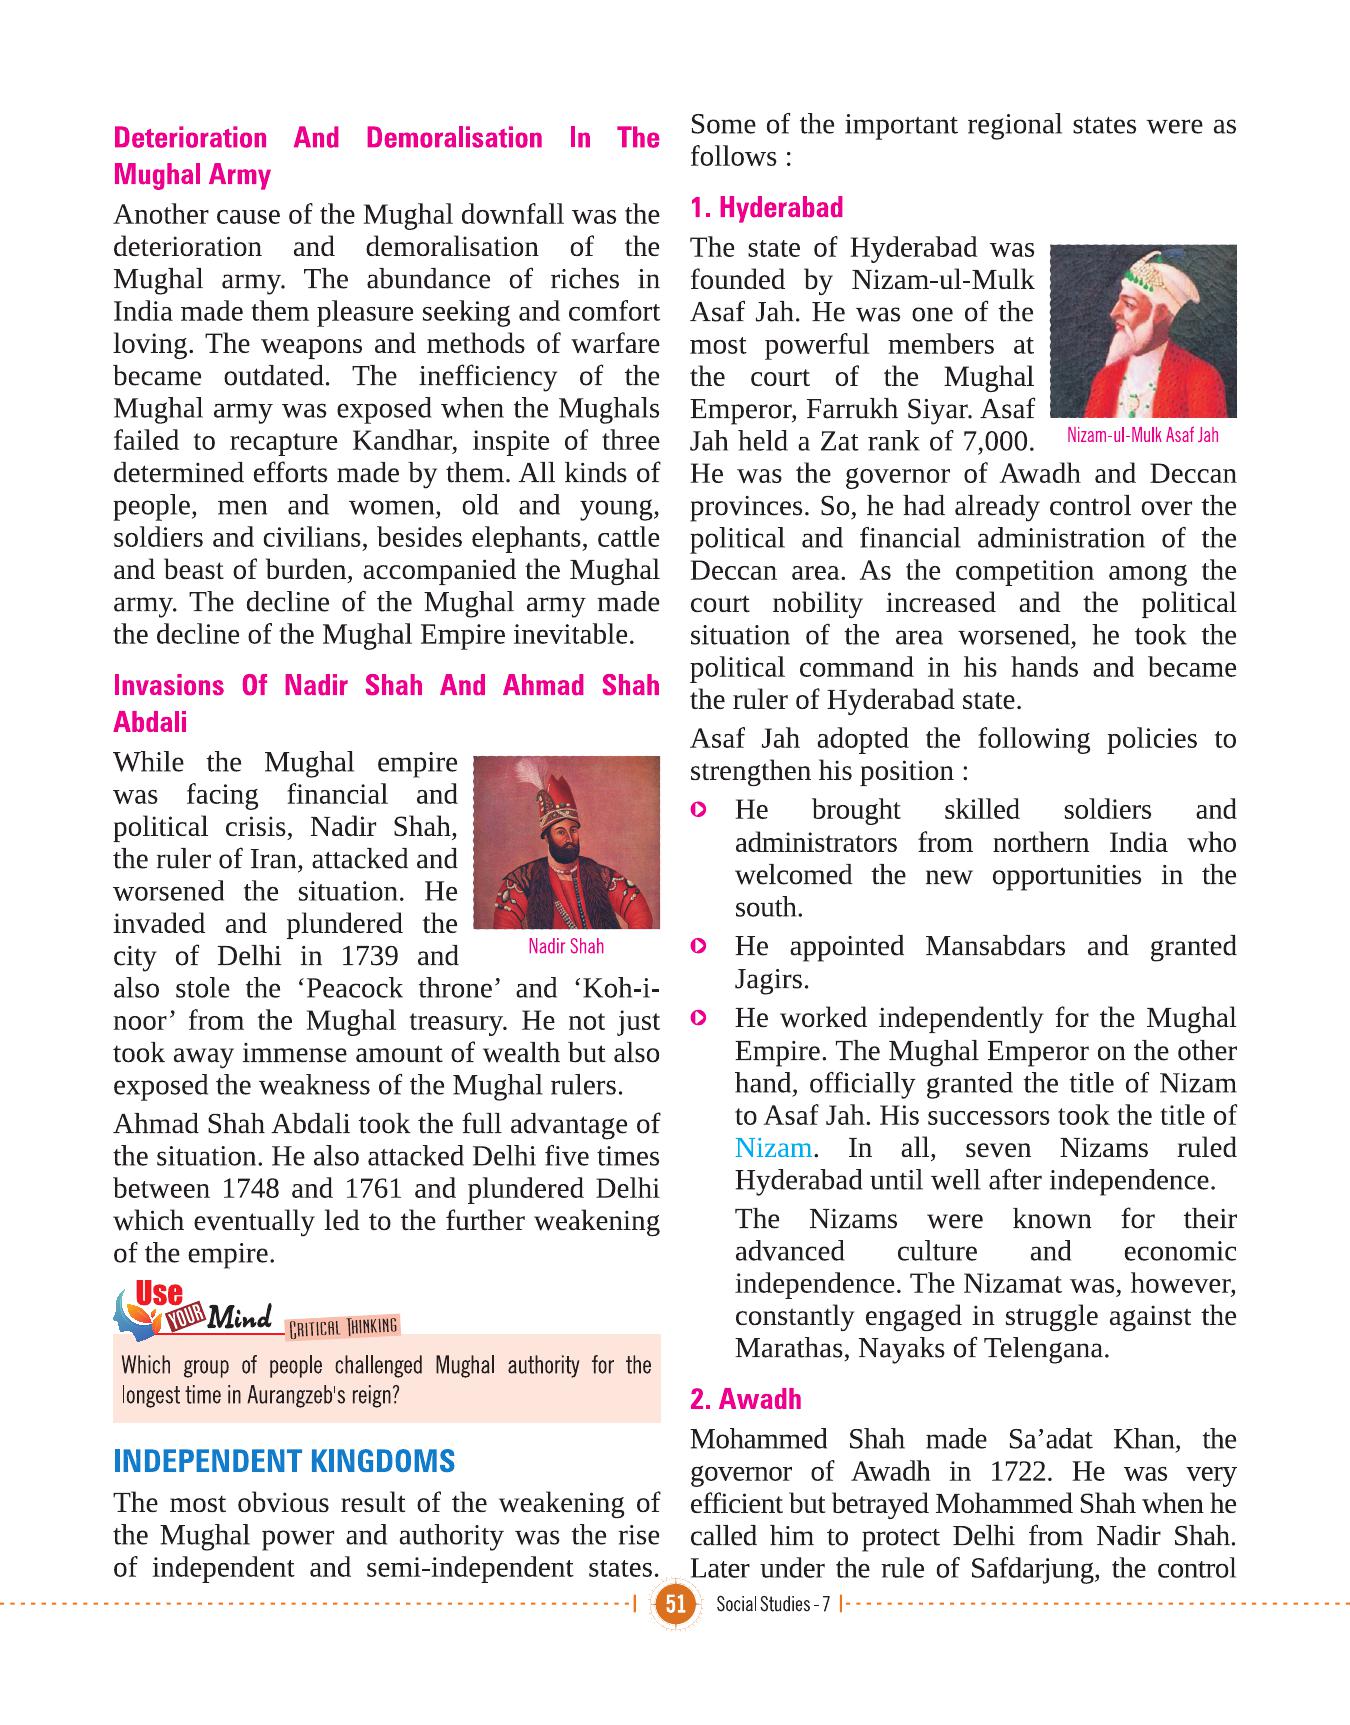 Deterioration And Demoralisation In The
Mughal Army
Another cause of the Mughal downfall was the
deterioration and demoralisation of the
Mughal army. The abundance of riches in
India made them pleasure seeking and comfort
loving. The weapons and methods of warfare
became outdated. The inefficiency of the
Mughal army was exposed when the Mughals
failed to recapture Kandhar, inspite of three
determined efforts made by them. All kinds of
people, men and women, old and young,
soldiers and civilians, besides elephants, cattle
and beast of burden, accompanied the Mughal
army. The decline of the Mughal army made
the decline of the Mughal Empire inevitable.
Invasions Of Nadir Shah And Ahmad Shah
Abdali
While the Mughal empire
was facing financial and
political crisis, Nadir Shah,
the ruler of Iran, attacked and
worsened the situation. He
invaded and plundered the
city of Delhi in 1739 and
Nadir Shah
also stole the ‘Peacock throne’ and ‘Koh-i-
noor’ from the Mughal treasury. He not just
took away immense amount of wealth but also
exposed the weakness of the Mughal rulers.
Ahmad Shah Abdali took the full advantage of
the situation. He also attacked Delhi five times
between 1748 and 1761 and plundered Delhi
which eventually led to the further weakening
of the empire.
Use YOUR Mind CRITICAL THINKING
Which group of people challenged Mughal authority for the
longest time in Aurangzeb's reign?
INDEPENDENT KINGDOMS
The most obvious result of the weakening of
the Mughal power and authority was the rise
of independent and semi-independent states.
Some of the important regional states were as
follows :
1. Hyderabad
The state of Hyderabad was
founded by Nizam-ul-Mulk
Asaf Jah. He was one of the
most powerful members at
the court of the Mughal
Emperor, Farrukh Siyar. Asaf
Jah held a Zat rank of 7,000.
Nizam-ul-Mulk Asaf Jah
He was the governor of Awadh and Deccan
provinces. So, he had already control over the
political and financial administration of the
Deccan area. As the competition among the
court nobility increased and the political
situation of the area worsened, he took the
political command in his hands and became
the ruler of Hyderabad state.
Asaf Jah adopted the following policies to
strengthen his position :
He brought skilled soldiers and
administrators from northern India who
welcomed the new opportunities in the
south.
He appointed Mansabdars and granted
Jagirs.
He worked independently for the Mughal
Empire. The Mughal Emperor on the other
hand, officially granted the title of Nizam
to Asaf Jah. His successors took the title of
Nizam. In all, seven Nizams ruled
Hyderabad until well after independence.
The Nizams were known for their
advanced culture and economic
independence. The Nizamat was, however,
constantly engaged in struggle against the
Marathas, Nayaks of Telengana.
2. Awadh
Mohammed Shah made Sa’adat Khan, the
governor of Awadh in 1722. He was very
efficient but betrayed Mohammed Shah when he
called him to protect Delhi from Nadir Shah.
Later under the rule of Safdarjung, the control
51 Social Studies - 7